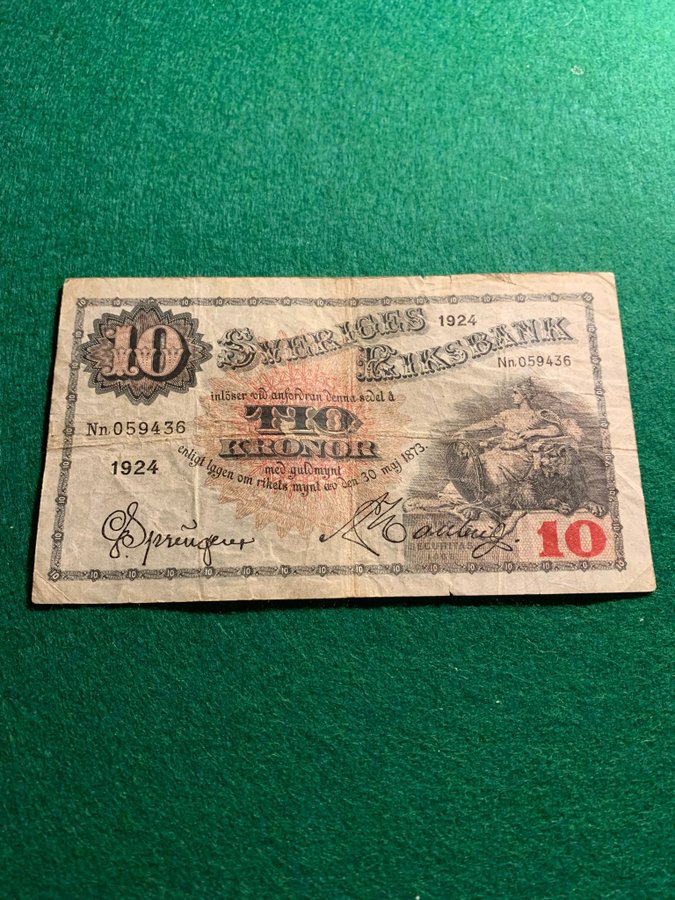 10
SVERIGES 1924
RIKSBANK
Nn.059436
inlöser vid anfordran denna sedel å
TIO
KRONOR
med guldmynt
enligt lagen om rikets mynt av den 30 maj 1873.
Nn.059436
1924
10